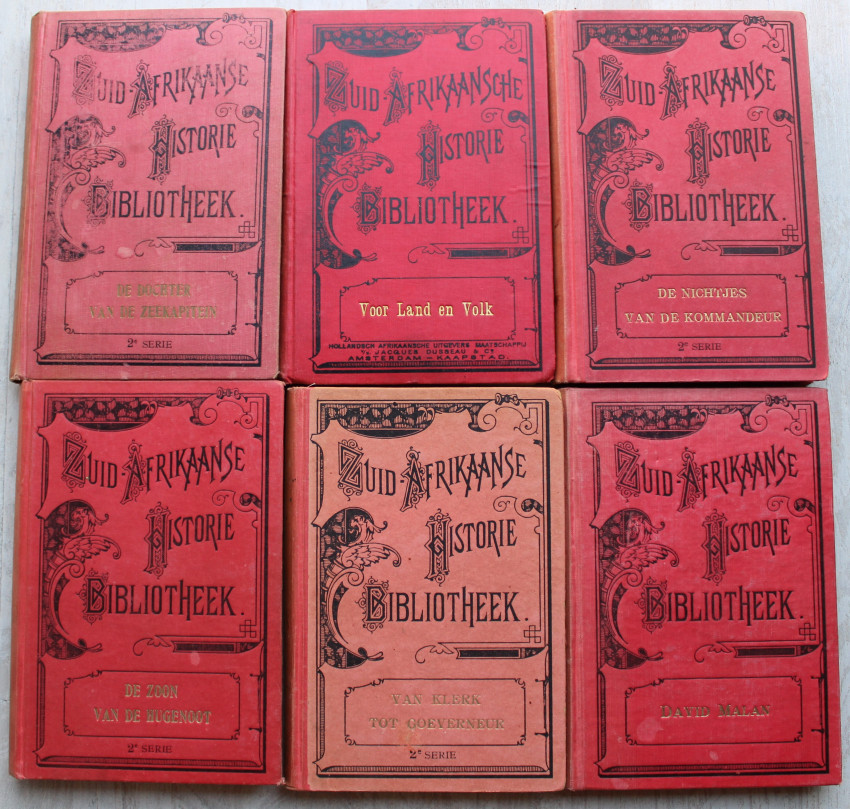 ZUID-AFRIKAANSE
HISTORIE
BIBLIOTHEEK.
DE DOCHTER
VAN DE ZEEKAPITEIN
2e SERIE
ZUID-AFRIKAANSCHE
HISTORIE
BIBLIOTHEEK.
Voor Land en Volk
HOLLANDSCH AFRIKAANSCHE UITGEVERS MAATSCHAPPIJ
v/h JACQUES DUSSEAU & Co
AMSTERDAM-KAAPSTAD.
ZUID-AFRIKAANSE
HISTORIE
BIBLIOTHEEK.
DE NICHTJES
VAN DE KOMMANDEUR
2e SERIE
ZUID-AFRIKAANSE
HISTORIE
BIBLIOTHEEK.
DE ZOON
VAN DE HUGENOOT
2e SERIE
ZUID-AFRIKAANSE
HISTORIE
BIBLIOTHEEK.
VAN KLERK
TOT GOEVERNEUR
2e SERIE
ZUID-AFRIKAANSE
HISTORIE
BIBLIOTHEEK.
DAVID MALAN